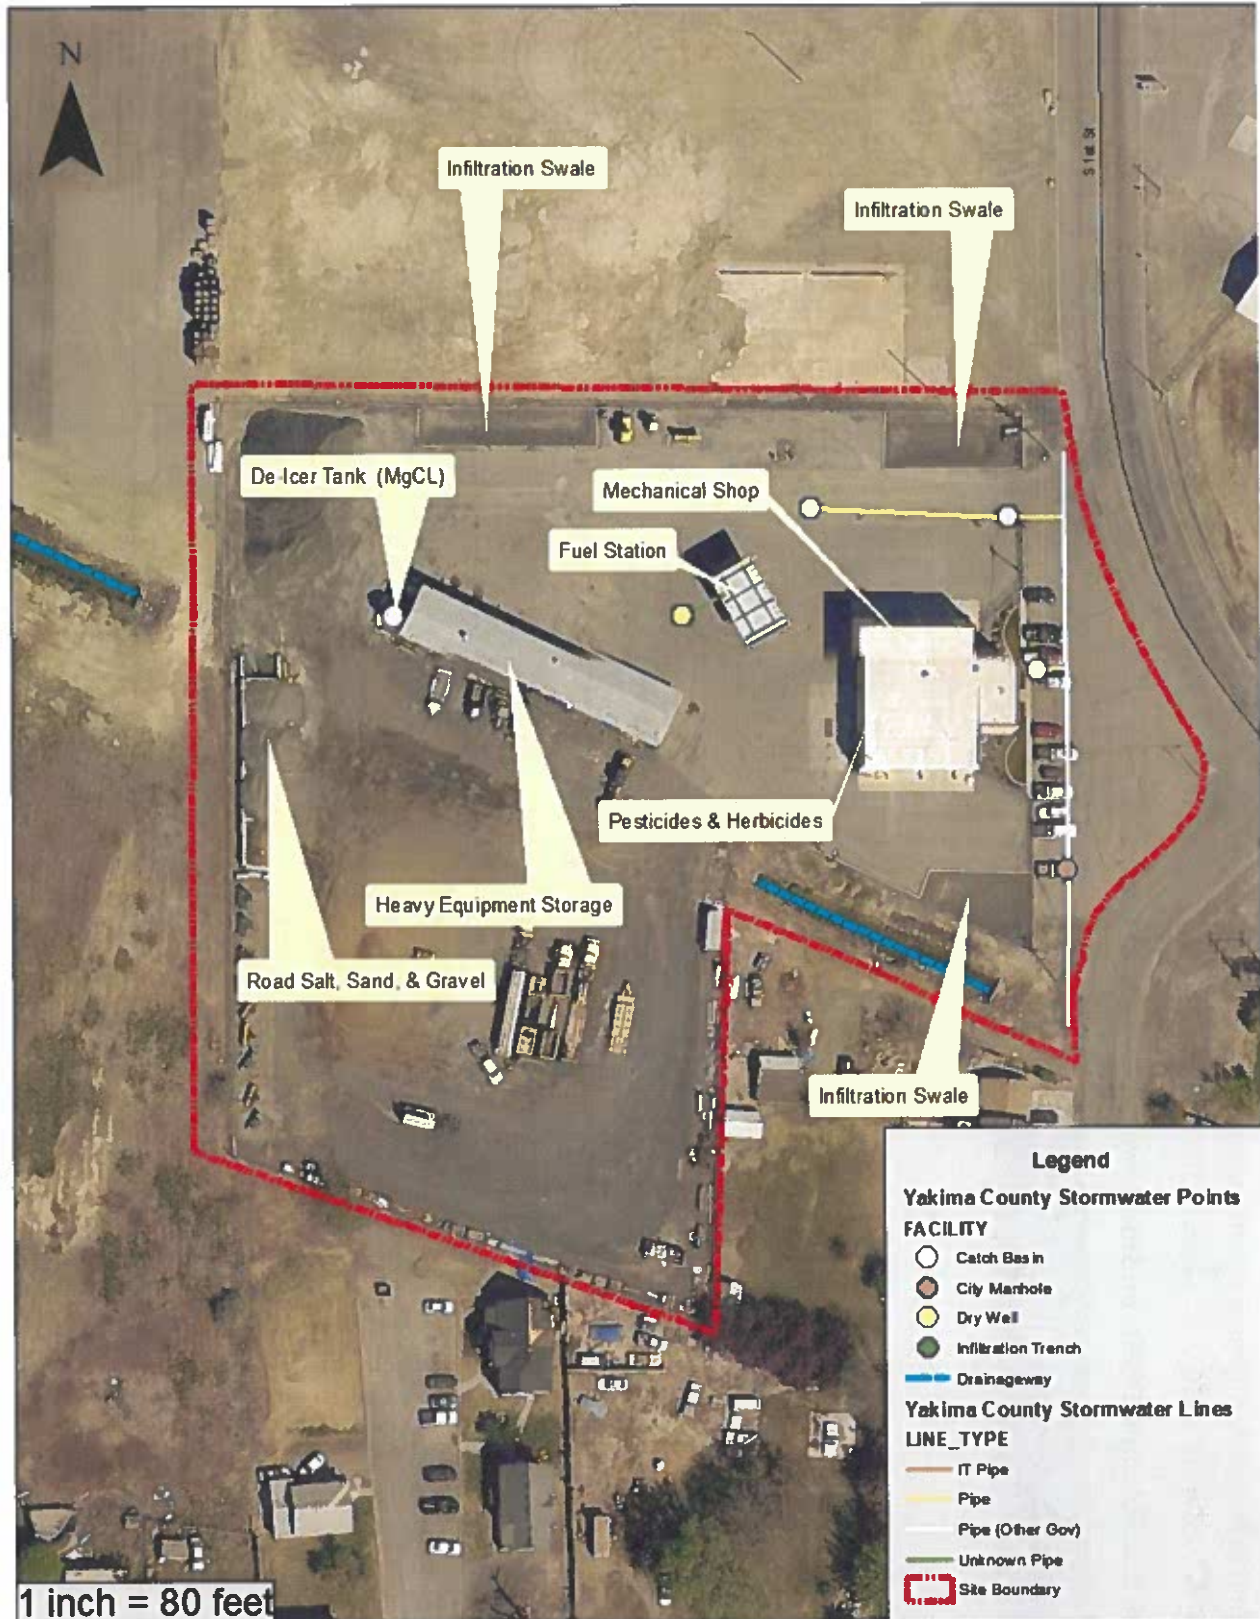 N
S 1st St
Infiltration Swale
Infiltration Swale
De-Icer Tank (MgCL)
Mechanical Shop
Fuel Station
Pesticides & Herbicides
Heavy Equipment Storage
Road Salt, Sand, & Gravel
Infiltration Swale
Legend
Yakima County Stormwater Points
FACILITY
Catch Basin
City Manhole
Dry Well
Infiltration Trench
Drainageway
Yakima County Stormwater Lines
LINE_TYPE
IT Pipe
Pipe
Pipe (Other Gov)
Unknown Pipe
Site Boundary
1 inch = 80 feet